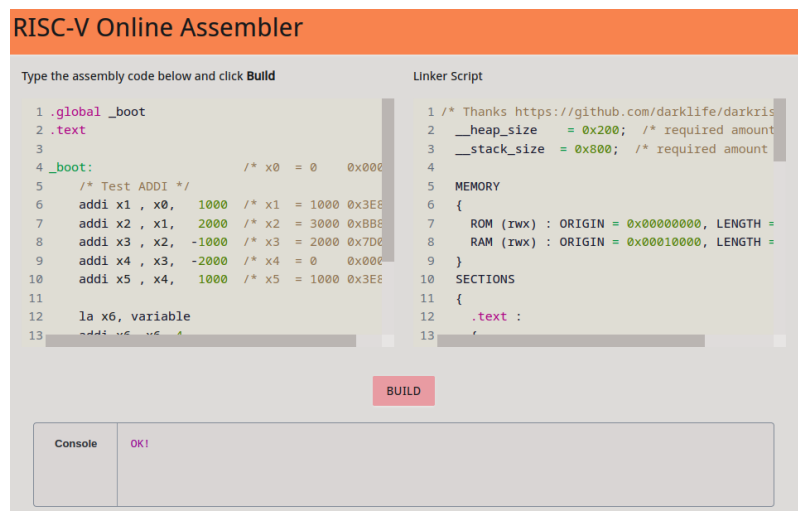 RISC-V Online Assembler
Type the assembly code below and click Build
1 .global _boot
2 .text
3
4 _boot: /* x0 = 0 0x000
5 /* Test ADDI */
6 addi x1 , x0, 1000 /* x1 = 1000 0x3E8
7 addi x2 , x1, 2000 /* x2 = 3000 0xBB8
8 addi x3 , x2, -1000 /* x3 = 2000 0x7D0
9 addi x4 , x3, -2000 /* x4 = 0 0x000
10 addi x5 , x4, 1000 /* x5 = 1000 0x3E8
11
12 la x6, variable
13 addi x6, x6, 4
Linker Script
1 /* Thanks https://github.com/darklife/darkris
2 __heap_size = 0x200; /* required amount
3 __stack_size = 0x800; /* required amount
4
5 MEMORY
6 {
7 ROM (rwx) : ORIGIN = 0x00000000, LENGTH =
8 RAM (rwx) : ORIGIN = 0x00010000, LENGTH =
9 }
10 SECTIONS
11 {
12 .text :
13 {
BUILD
Console
OK!